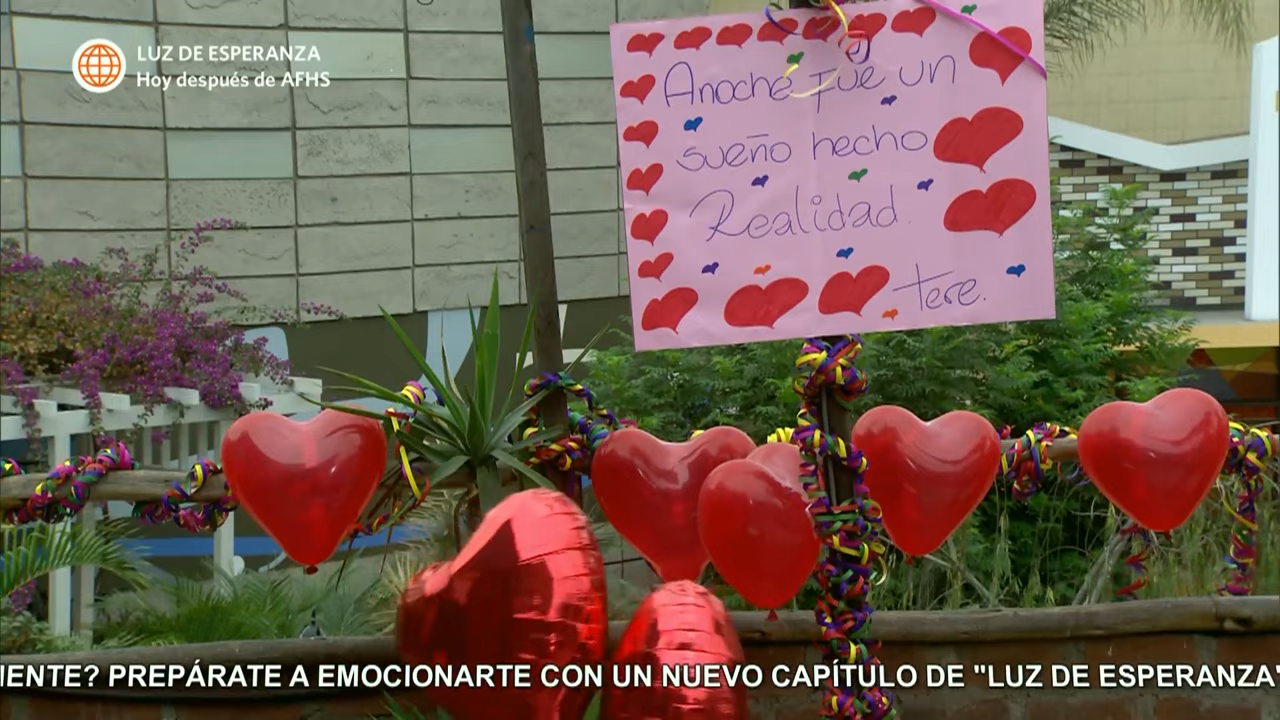 LUZ DE ESPERANZA
Hoy después de AFHS
Anoche fue un
sueño hecho
Realidad.
tere.
IENTE? PREPÁRATE A EMOCIONARTE CON UN NUEVO CAPÍTULO DE "LUZ DE ESPERANZA"